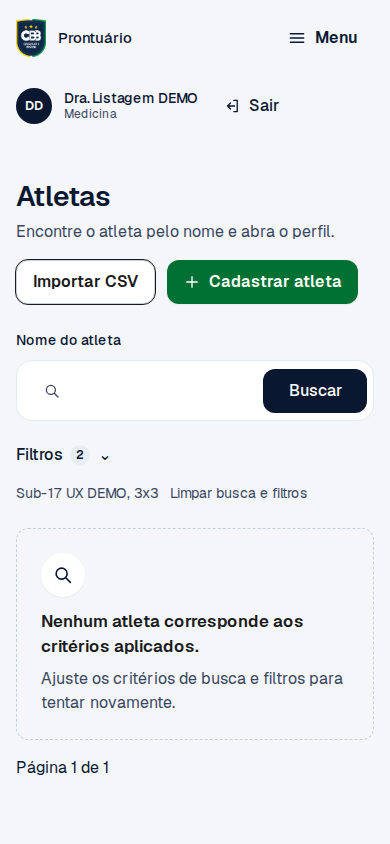 CBB
Prontuário
Menu
DD
Dra.Listagem DEMO
Medicina
Sair
Atletas
Encontre o atleta pelo nome e abra o perfil.
Importar CSV
Cadastrar atleta
Nome do atleta
Buscar
Filtros 2
Sub-17 UX DEMO, 3x3 Limpar busca e filtros
Nenhum atleta corresponde aos
critérios aplicados.
Ajuste os critérios de busca e filtros para
tentar novamente.
Página 1 de 1